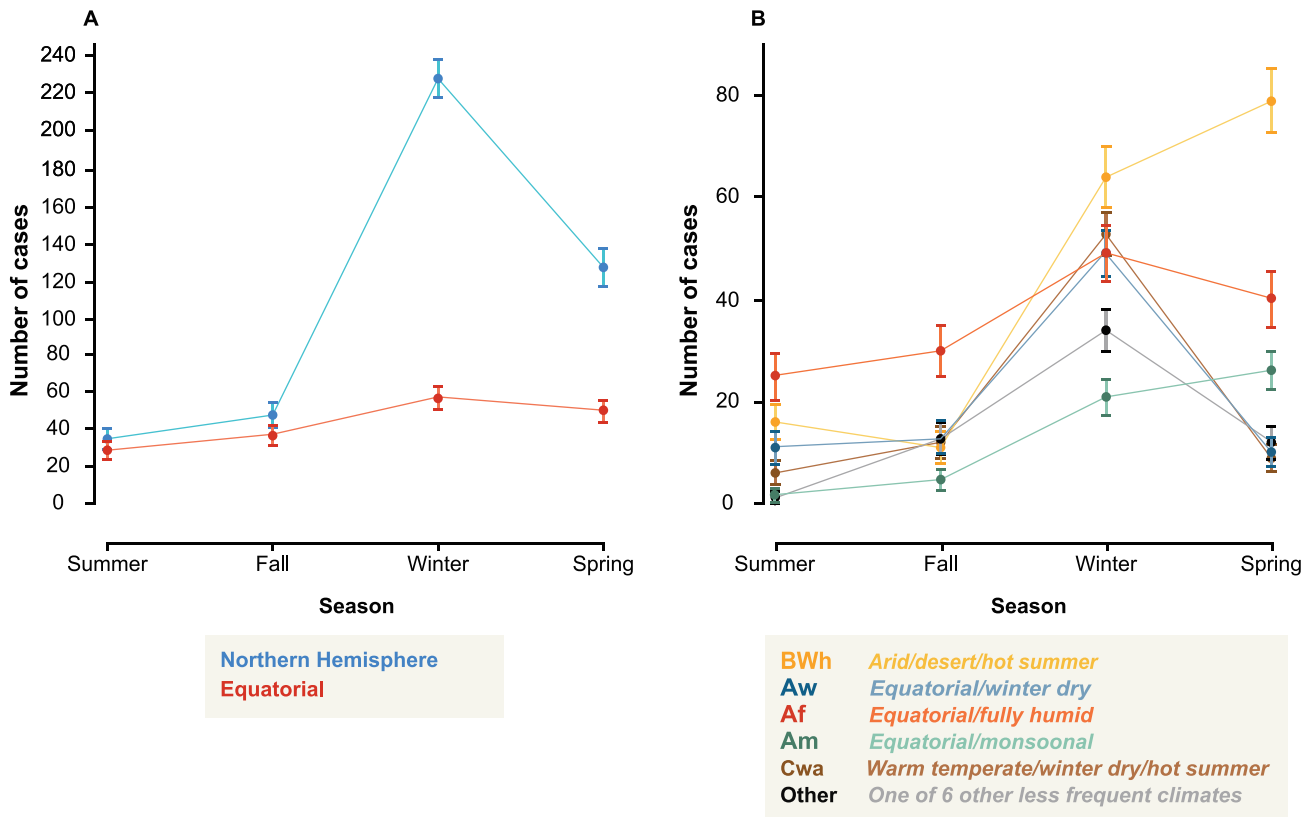 A
240
220
200
180
160
140
120
100
80
60
40
20
0
Number of cases
Summer Fall Winter Spring
Season
Northern Hemisphere
Equatorial
B
80
60
40
20
0
Number of cases
Summer Fall Winter Spring
Season
BWh Arid/desert/hot summer
Aw Equatorial/winter dry
Af Equatorial/fully humid
Am Equatorial/monsoonal
Cwa Warm temperate/winter dry/hot summer
Other One of 6 other less frequent climates